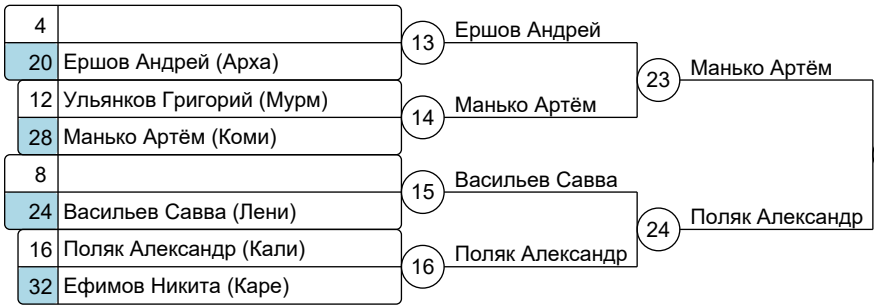 4
20 Ершов Андрей (Арха)
12 Ульянков Григорий (Мурм)
28 Манько Артём (Коми)
8
24 Васильев Савва (Лени)
16 Поляк Александр (Кали)
32 Ефимов Никита (Каре)
13 Ершов Андрей
14 Манько Артём
15 Васильев Савва
16 Поляк Александр
23 Манько Артём
24 Поляк Александр